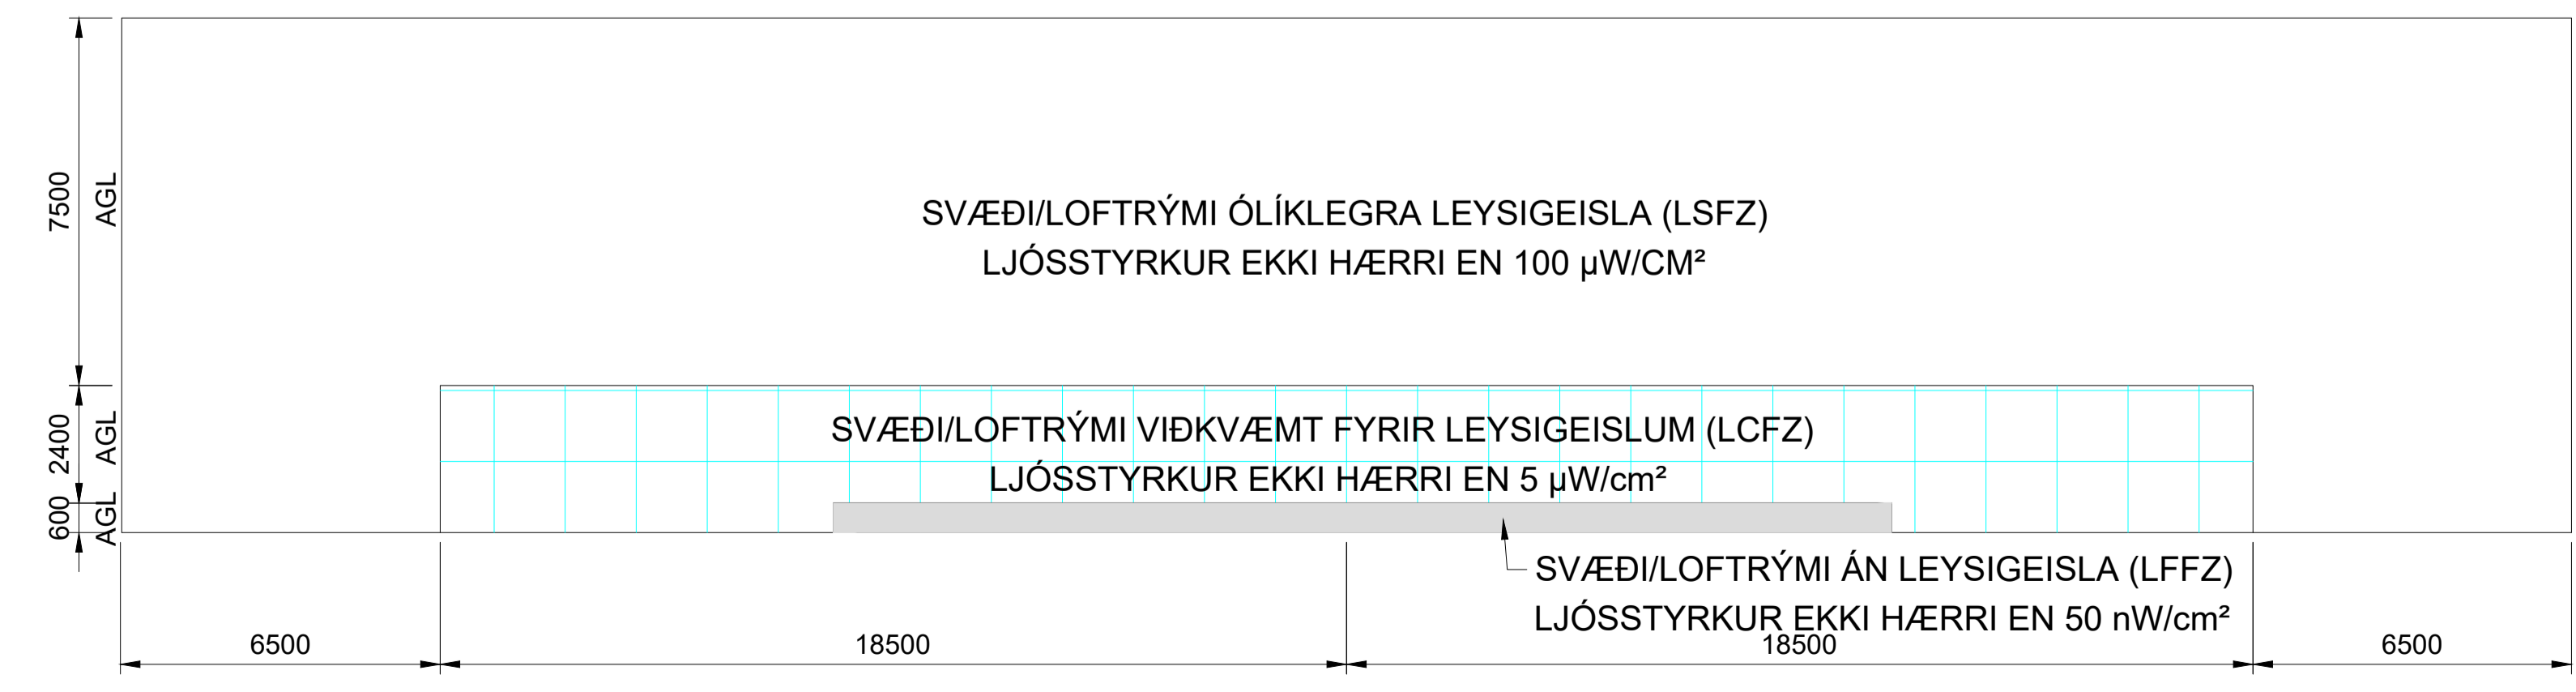 7500
AGL
SVÆÐI/LOFTRÝMI ÓLÍKLEGRA LEYSIGEISLA (LSFZ)
LJÓSSTYRKUR EKKI HÆRRI EN 100 µW/CM²
2400
AGL
SVÆÐI/LOFTRÝMI VIÐKVÆMT FYRIR LEYSIGEISLUM (LCFZ)
LJÓSSTYRKUR EKKI HÆRRI EN 5 µW/cm²
600
AGL
SVÆÐI/LOFTRÝMI ÁN LEYSIGEISLA (LFFZ)
LJÓSSTYRKUR EKKI HÆRRI EN 50 nW/cm²
6500
18500
18500
6500